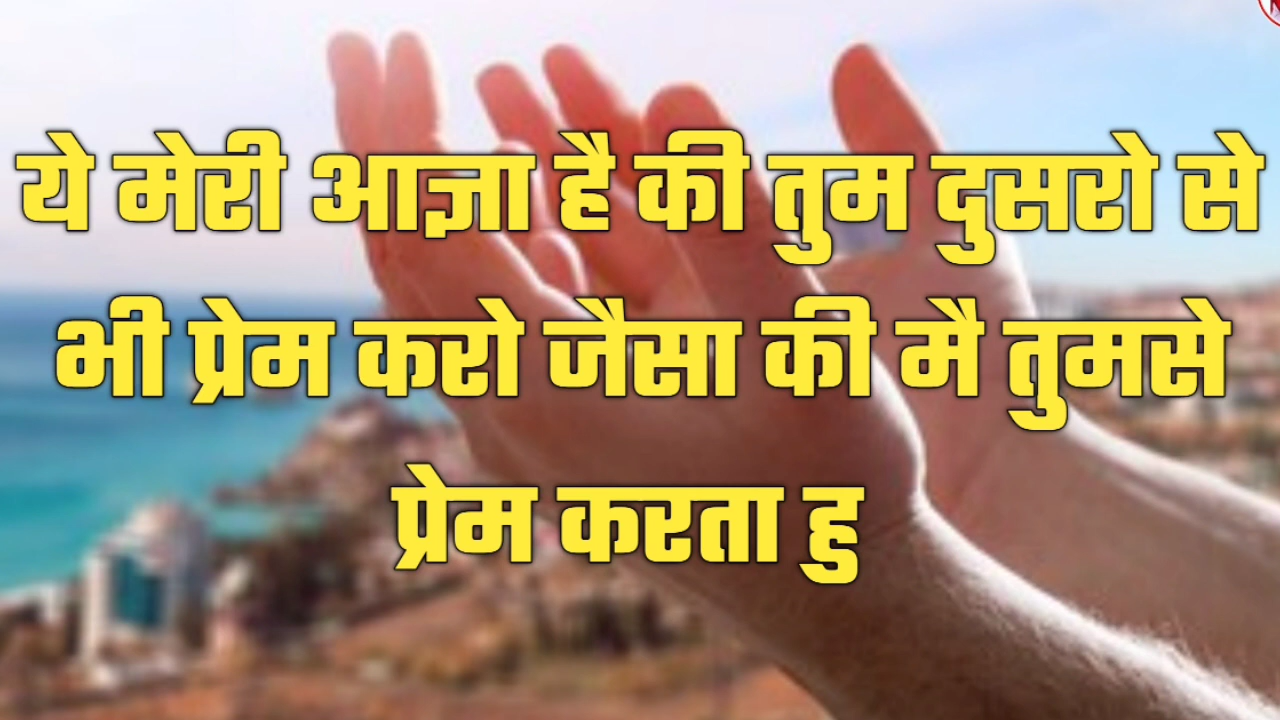 ये मेरी आज्ञा है की तुम दुसरो से
भी प्रेम करो जैसा की मै तुमसे
प्रेम करता हु